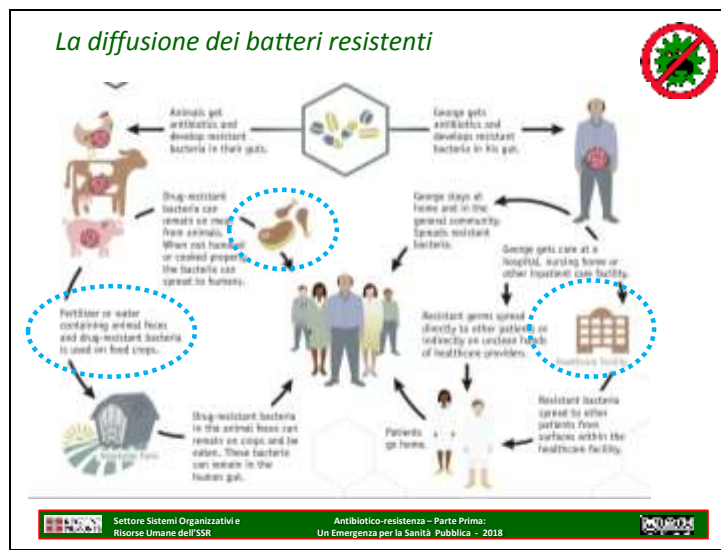 La diffusione dei batteri resistenti
Animals get
antibiotics and
develop resistant
bacteria in their guts.
George gets
antibiotics and
develops resistant
bacteria in his gut.
Drug-resistant
bacteria can
remain on meat
from animals.
When not handled
or cooked properly,
the bacteria can
spread to humans.
George stays at
home and in the
general community.
Spreads resistant
bacteria.
George gets care at a
hospital, nursing home or
other inpatient care facility.
Fertilizer or water
containing animal feces
and drug-resistant bacteria
is used on food crops.
Resistant germs spread
directly to other patients or
indirectly on unclean hands
of healthcare providers.
Healthcare Facility
Drug-resistant bacteria
in the animal feces can
remain on crops and be
eaten. These bacteria
can remain in the
human gut.
Patients
go home.
Resistant bacteria
spread to other
patients from
surfaces within the
healthcare facility.
Vegetable Farm
Settore Sistemi Organizzativi e
Risorse Umane dell'SSR
Antibiotico-resistenza – Parte Prima:
Un Emergenza per la Sanità Pubblica - 2018